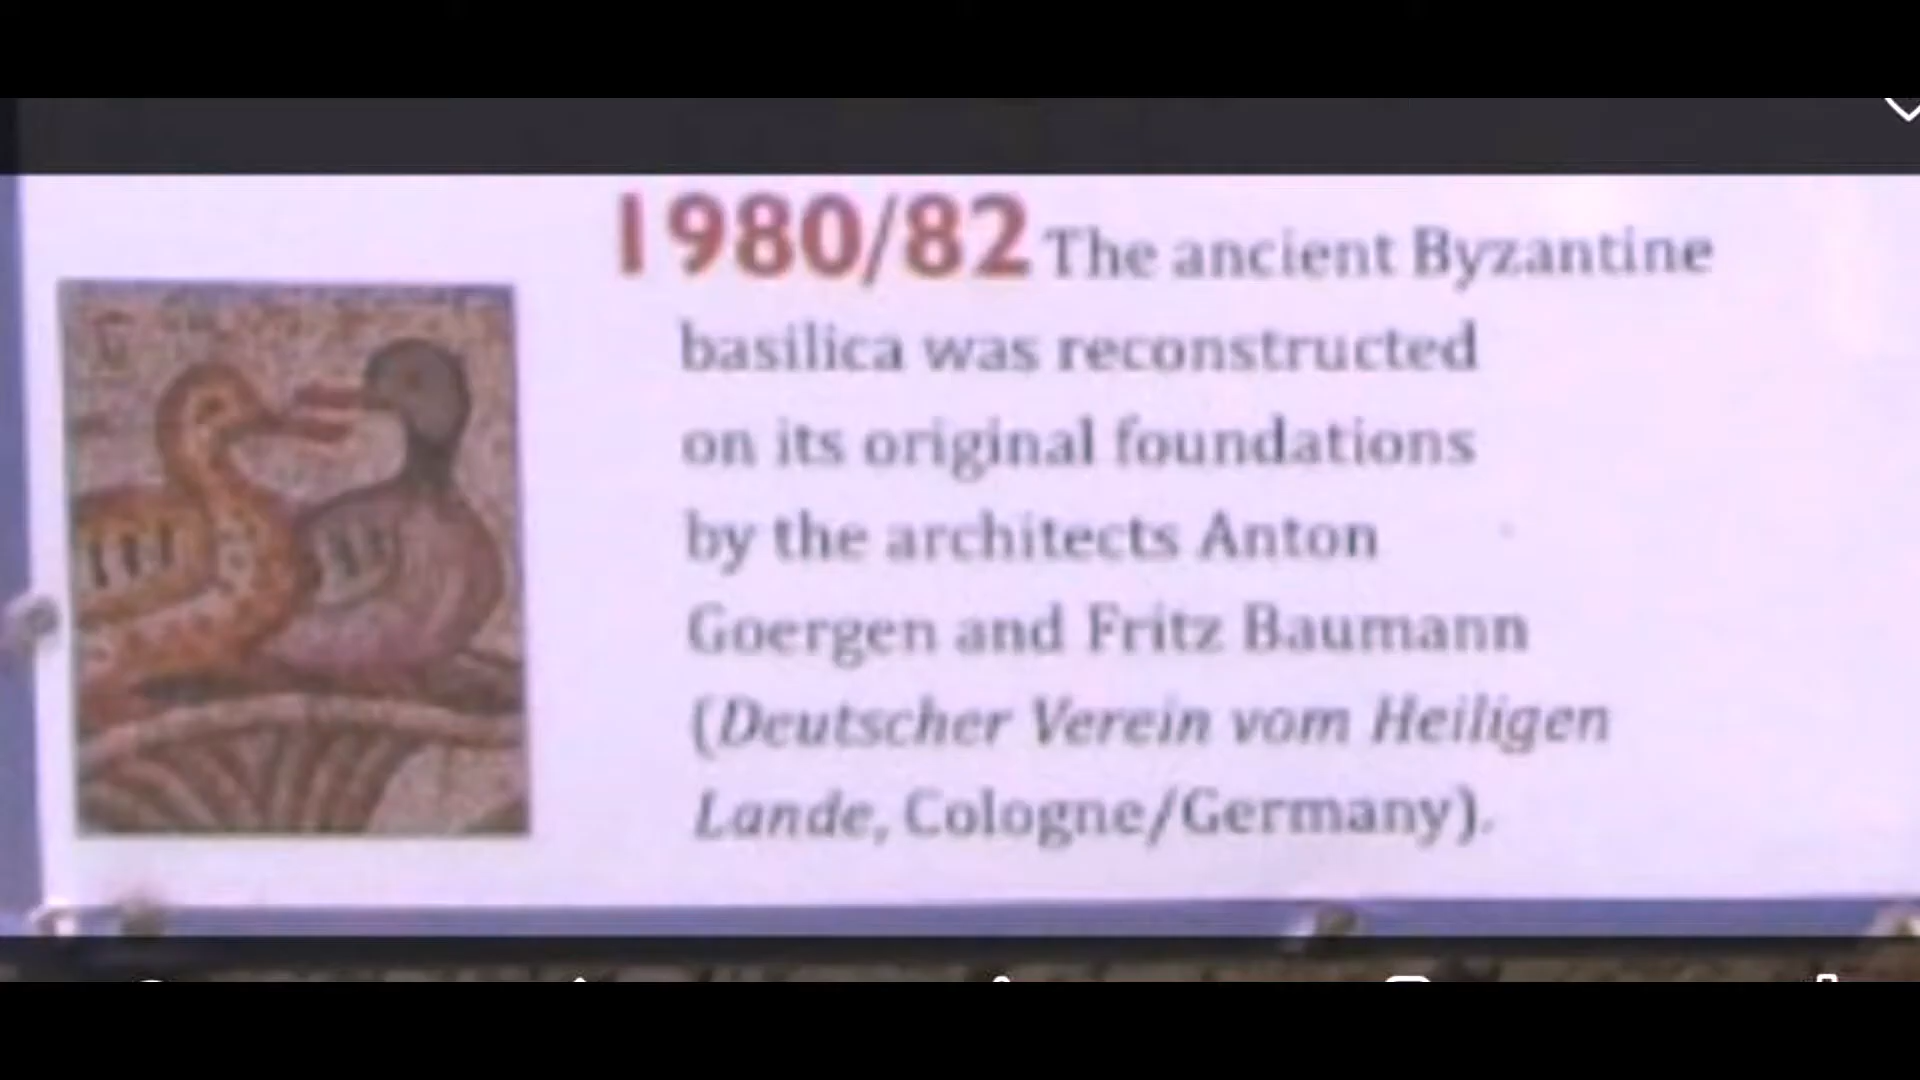 1980/82 The ancient Byzantine
basilica was reconstructed
on its original foundations
by the architects Anton
Goergen and Fritz Baumann
(Deutscher Verein vom Heiligen
Lande, Cologne/Germany).